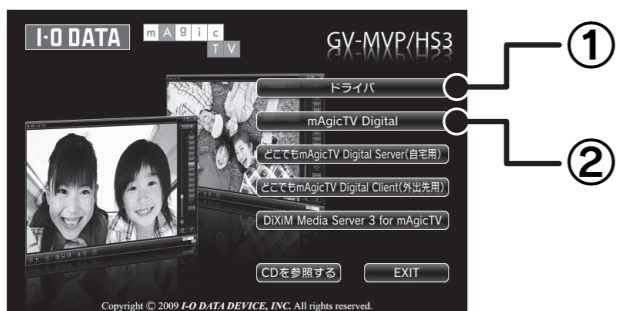 I-O DATA
mAgic
TV
GV-MVP/HS3
ドライバ
①
mAgicTV Digital
②
どこでもmAgicTV Digital Server(自宅用)
どこでもmAgicTV Digital Client(外出先用)
DiXiM Media Server 3 for mAgicTV
CDを参照する
EXIT
Copyright © 2009 I-O DATA DEVICE, INC. All rights reserved.